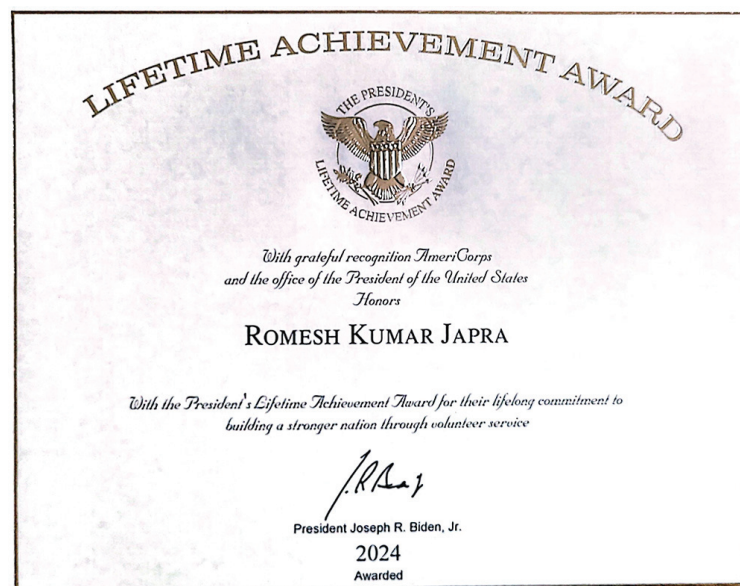 LIFETIME ACHIEVEMENT AWARD
THE PRESIDENT'S
LIFETIME ACHIEVEMENT AWARD
With grateful recognition AmeriCorps
and the office of the President of the United States
Honors
ROMESH KUMAR JAPRA
With the President's Lifetime Achievement Award for their lifelong commitment to
building a stronger nation through volunteer service
President Joseph R. Biden, Jr.
2024
Awarded